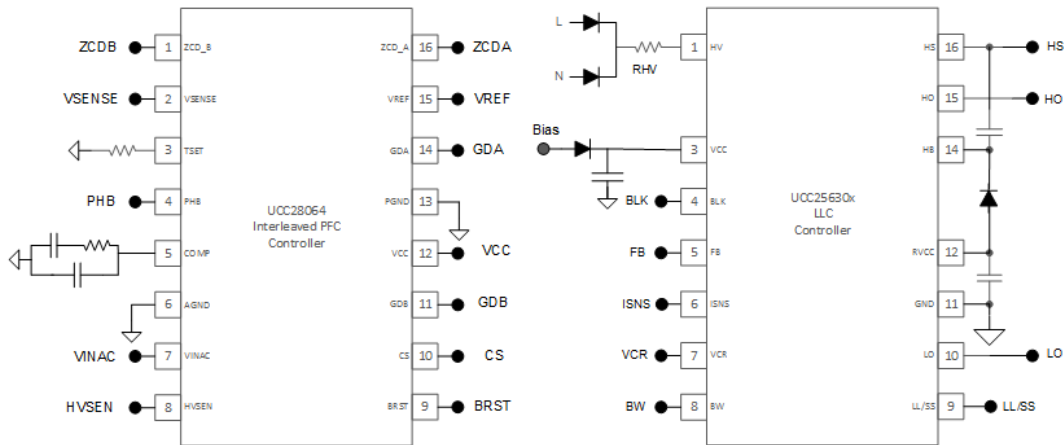 ZCDB 1 ZCD_B ZCD_A 16 ZCDA
VSENSE 2 VSENSE VREF 15 VREF
3 TSET GDA 14 GDA
PHB 4 PHB PGND 13
UCC28064
Interleaved PFC
Controller
5 COMP VCC 12 VCC
6 AGND GDB 11 GDB
VINAC 7 VINAC CS 10 CS
HVSEN 8 HVSEN BRST 9 BRST
L
N
RHV
1 HV HS 16 HS
HO 15 HO
Bias
3 VCC HB 14
BLK 4 BLK
UCC25630x
LLC
Controller
FB 5 FB RVCC 12
ISNS 6 ISNS GND 11
VCR 7 VCR LO 10 LO
BW 8 BW LL/SS 9 LL/SS